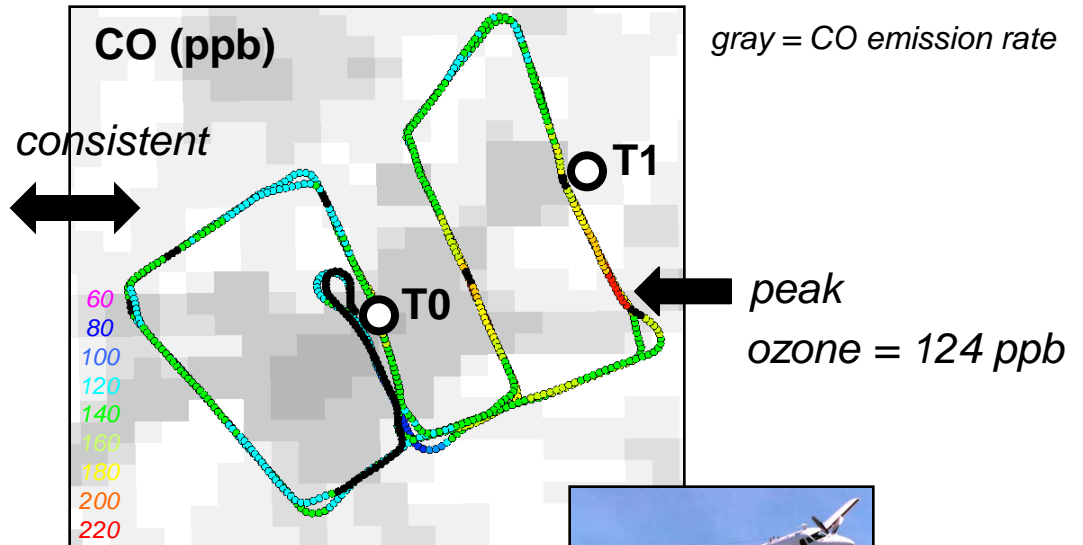 CO (ppb)
gray = CO emission rate
consistent
T1
T0
peak
ozone = 124 ppb
60
80
100
120
140
160
180
200
220